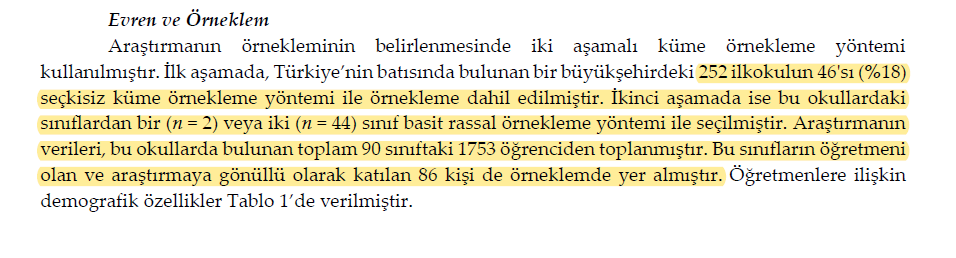 Evren ve Örneklem
Araştırmanın örnekleminin belirlenmesinde iki aşamalı küme örnekleme yöntemi
kullanılmıştır. İlk aşamada, Türkiye’nin batısında bulunan bir büyükşehirdeki 252 ilkokulun 46'sı (%18)
seçkisiz küme örnekleme yöntemi ile örnekleme dahil edilmiştir. İkinci aşamada ise bu okullardaki
sınıflardan bir (n = 2) veya iki (n = 44) sınıf basit rassal örnekleme yöntemi ile seçilmiştir. Araştırmanın
verileri, bu okullarda bulunan toplam 90 sınıftaki 1753 öğrenciden toplanmıştır. Bu sınıfların öğretmeni
olan ve araştırmaya gönüllü olarak katılan 86 kişi de örneklemde yer almıştır. Öğretmenlere ilişkin
demografik özellikler Tablo 1’de verilmiştir.